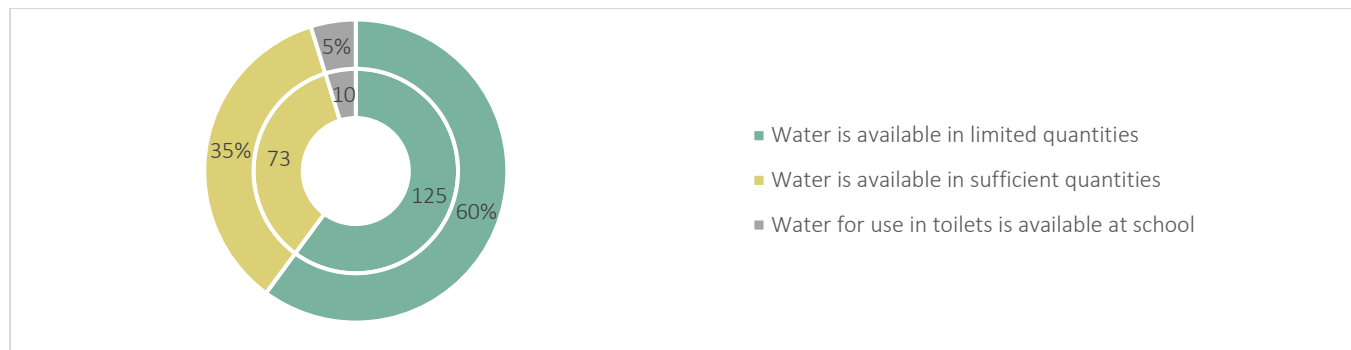 5%
10
35%
73
125
60%
Water is available in limited quantities
Water is available in sufficient quantities
Water for use in toilets is available at school